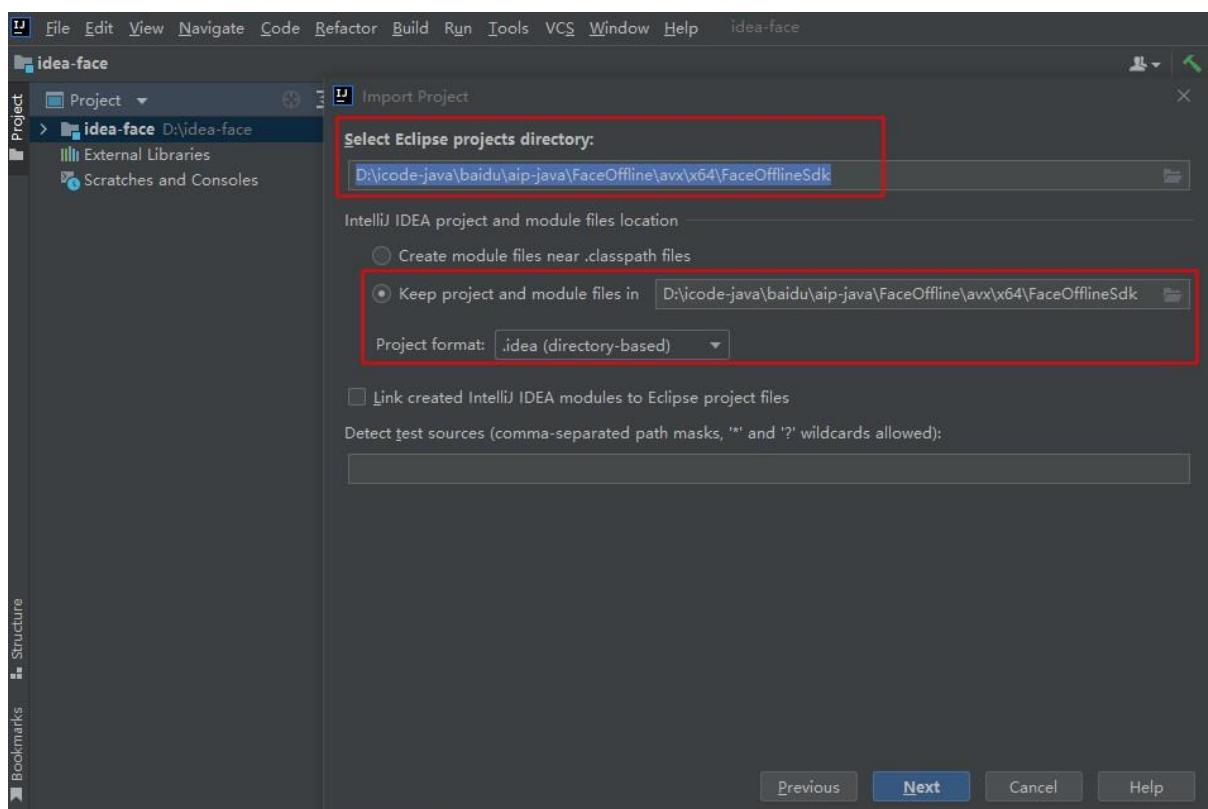 File Edit View Navigate Code Refactor Build Run Tools VCS Window Help idea-face
idea-face
Project
Project
idea-face D:\idea-face
External Libraries
Scratches and Consoles
Structure
Bookmarks
Import Project
Select Eclipse projects directory:
D:\icode-java\baidu\aip-java\FaceOffline\avx\x64\FaceOfflineSdk
IntelliJ IDEA project and module files location
Create module files near .classpath files
Keep project and module files in D:\icode-java\baidu\aip-java\FaceOffline\avx\x64\FaceOfflineSdk
Project format: .idea (directory-based)
Link created IntelliJ IDEA modules to Eclipse project files
Detect test sources (comma-separated path masks, '*' and '?' wildcards allowed):
Previous Next Cancel Help